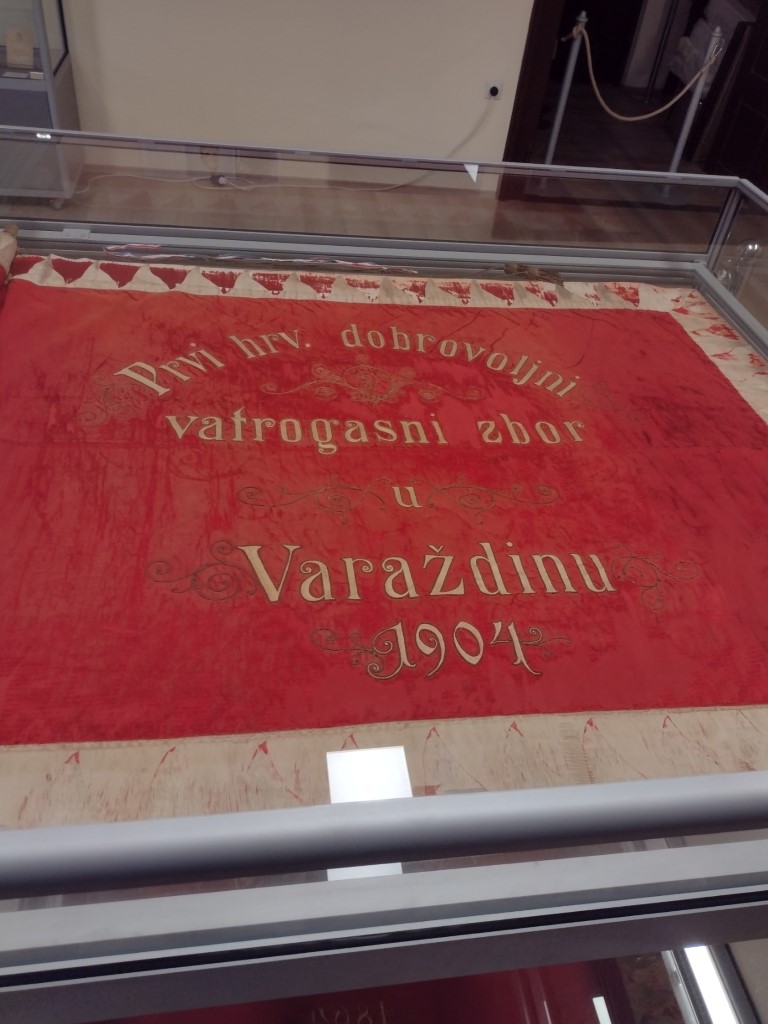 Prvi hrv. dobrovoljni
vatrogasni zbor
u
Varaždinu
1904